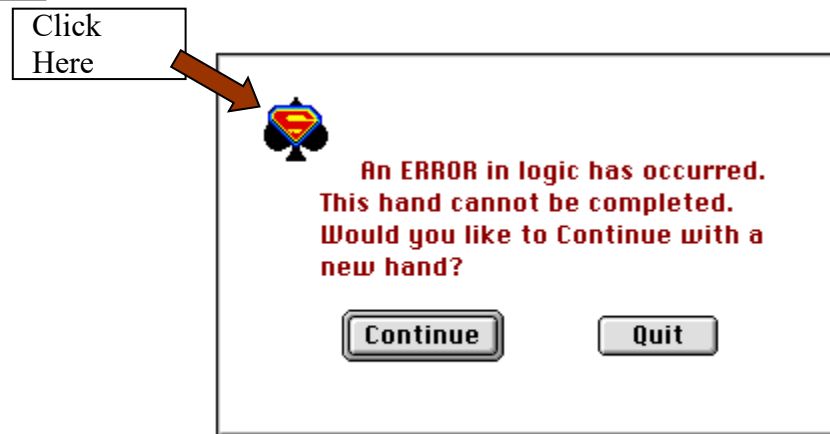 Click
Here
An ERROR in logic has occurred.
This hand cannot be completed.
Would you like to Continue with a
new hand?
Continue
Quit